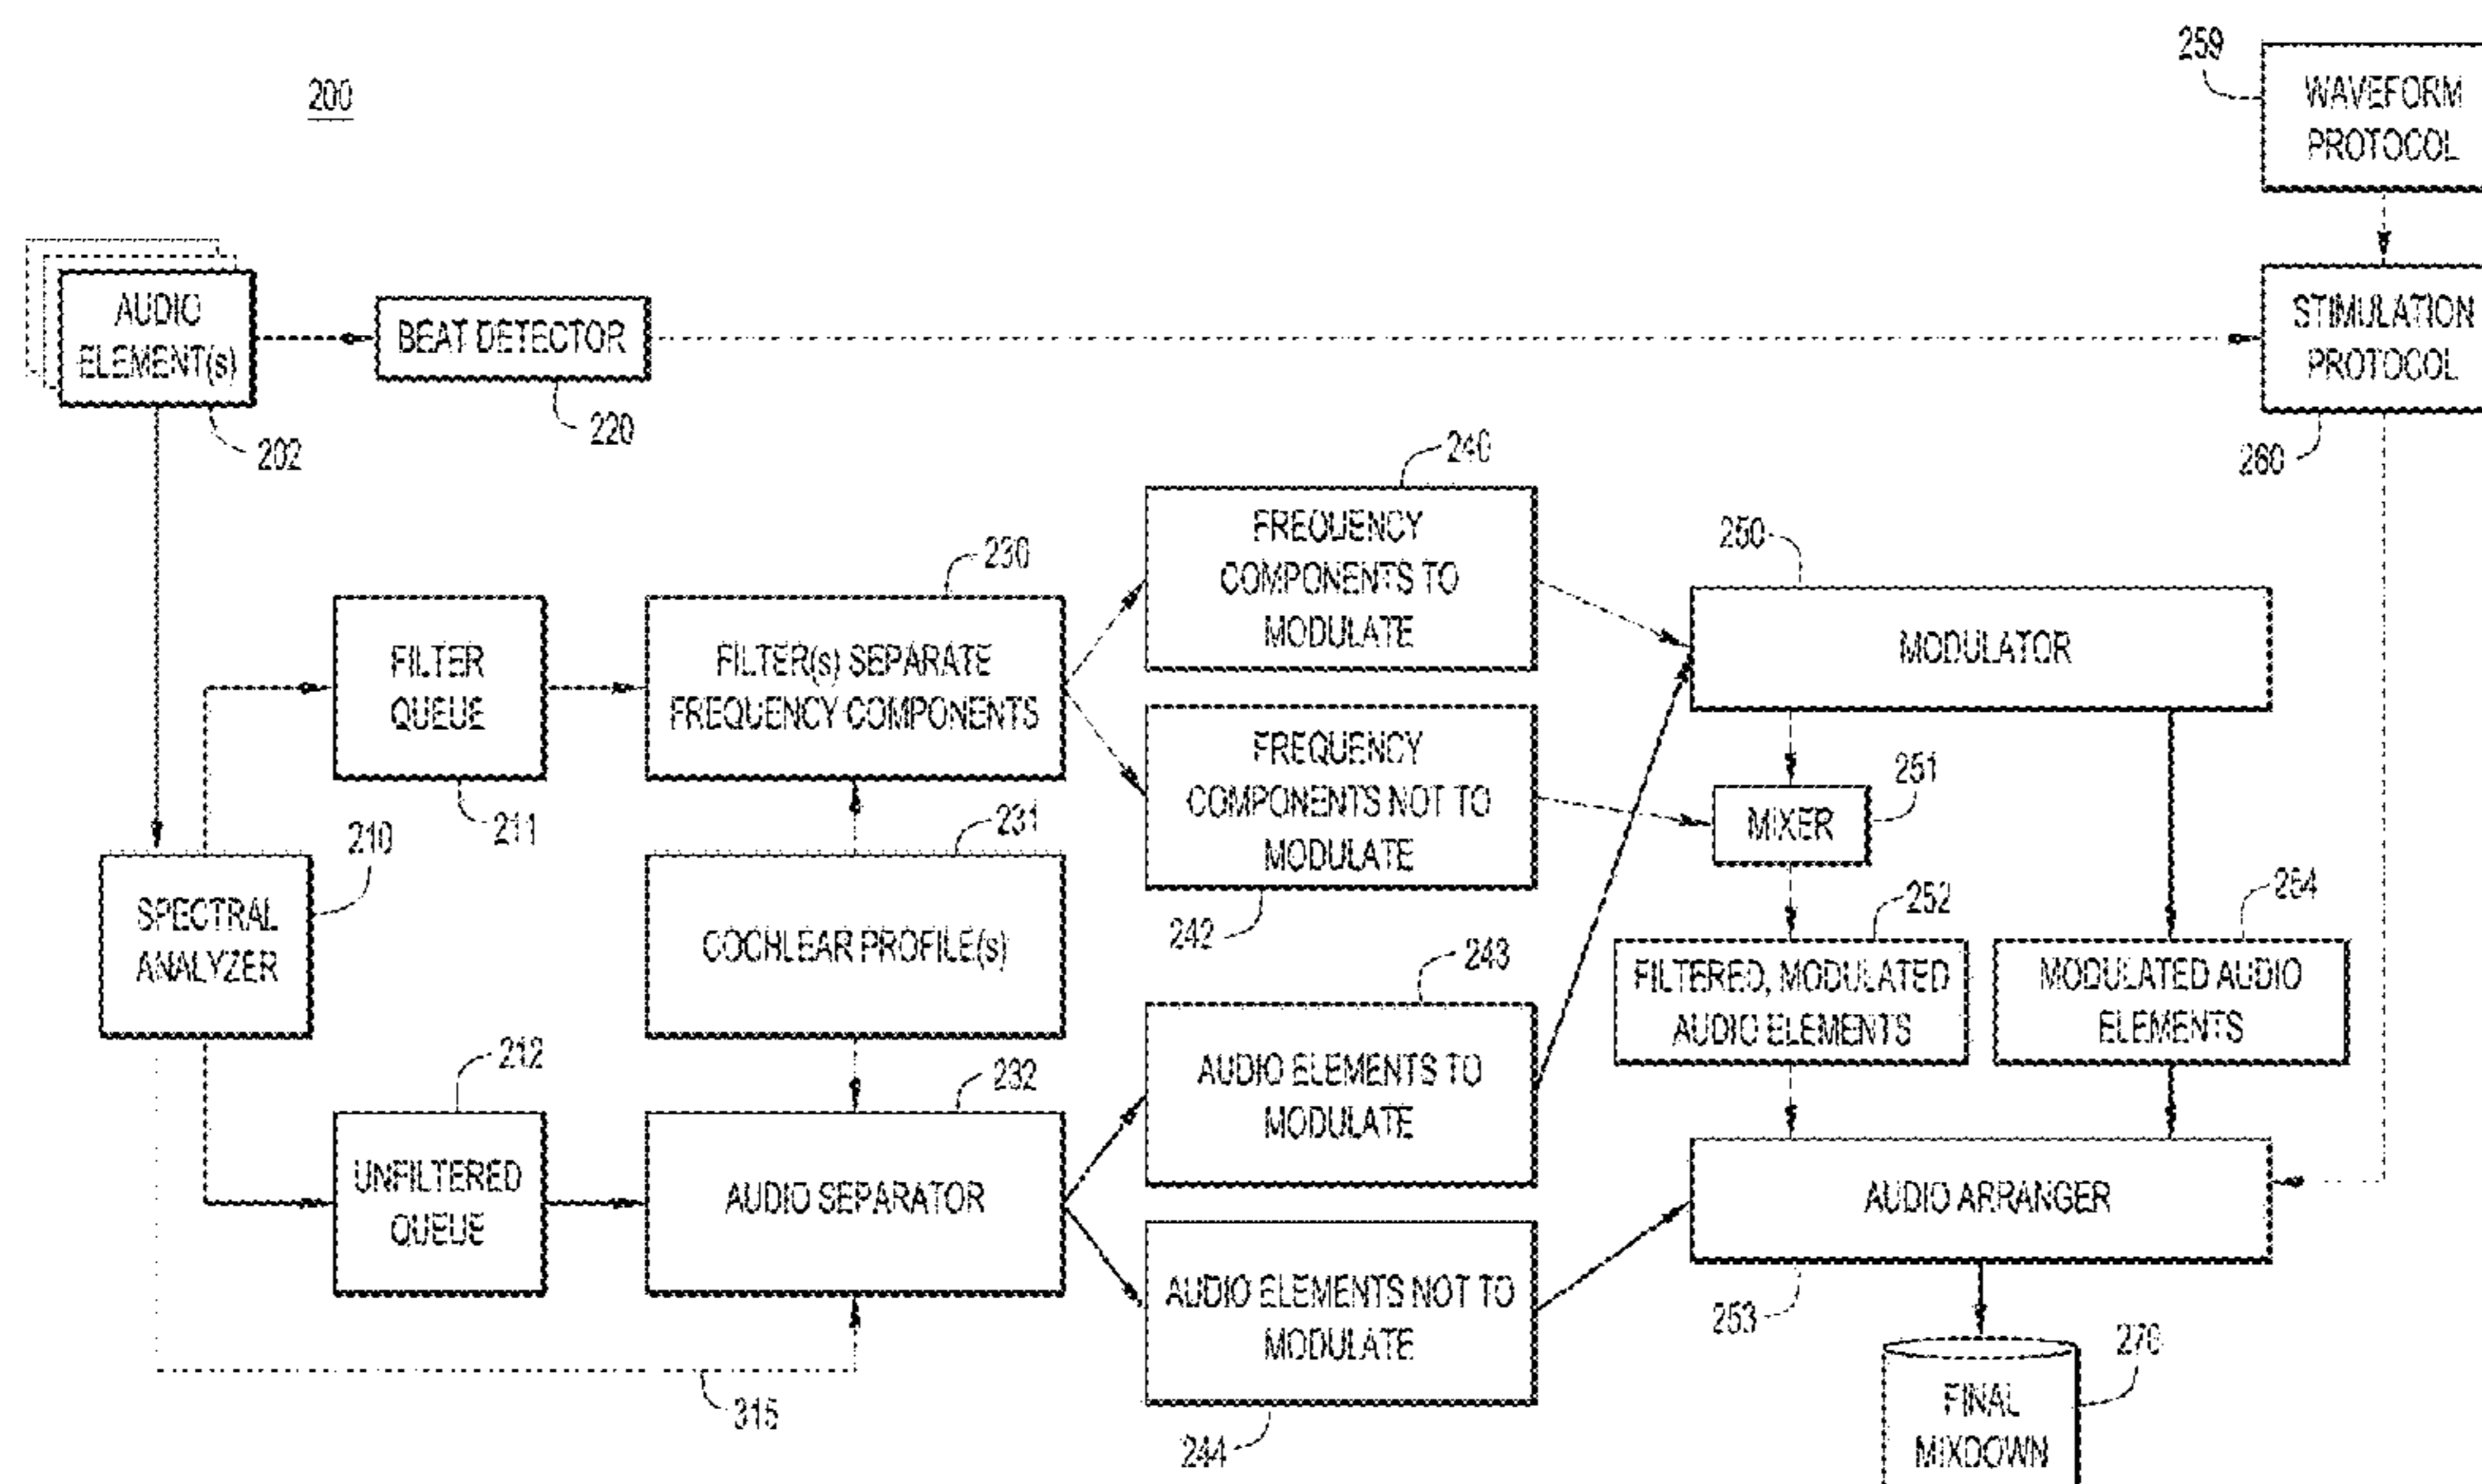 200
259
WAVEFORM
PROTOCOL
AUDIO
ELEMENT(s)
202
BEAT DETECTOR
220
STIMULATION
PROTOCOL
260
240
FREQUENCY
COMPONENTS TO
MODULATE
250
MODULATOR
230
FILTER
QUEUE
211
FILTER(s) SEPARATE
FREQUENCY COMPONENTS
FREQUENCY
COMPONENTS NOT TO
MODULATE
242
251
MIXER
210
SPECTRAL
ANALYZER
231
COCHLEAR PROFILE(s)
252
FILTERED, MODULATED
AUDIO ELEMENTS
254
MODULATED AUDIO
ELEMENTS
243
AUDIO ELEMENTS TO
MODULATE
212
UNFILTERED
QUEUE
232
AUDIO SEPARATOR
AUDIO ARRANGER
253
AUDIO ELEMENTS NOT TO
MODULATE
244
315
270
FINAL
MIXDOWN